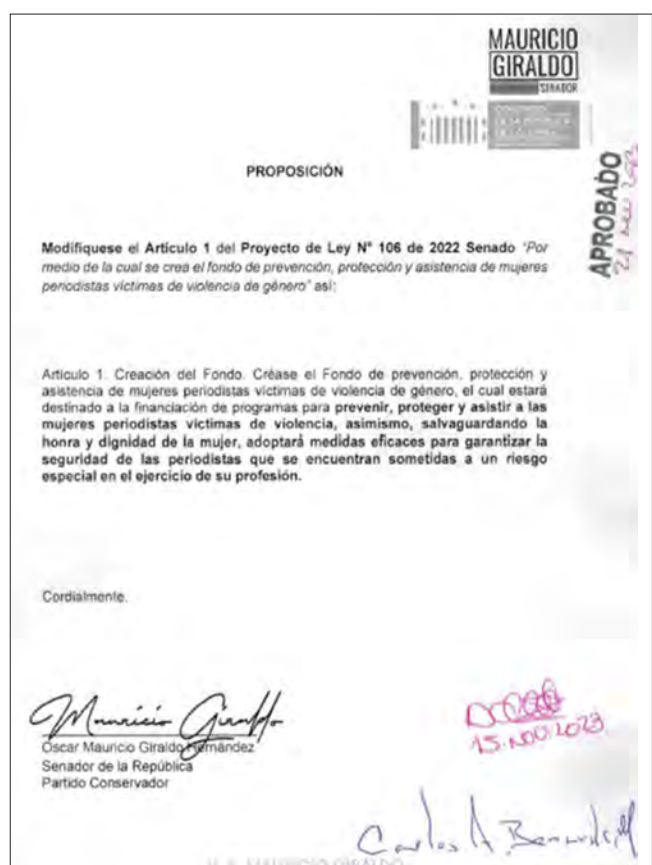 MAURICIO
GIRALDO
SENADOR
PROPOSICIÓN
APROBADO
Modifíquese el Artículo 1 del Proyecto de Ley N° 106 de 2022 Senado "Por
medio de la cual se crea el fondo de prevención, protección y asistencia de mujeres
periodistas víctimas de violencia de género" así:
Artículo 1. Creación del Fondo. Créase el Fondo de prevención, protección y
asistencia de mujeres periodistas víctimas de violencia de género, el cual estará
destinado a la financiación de programas para prevenir, proteger y asistir a las
mujeres periodistas víctimas de violencia, asimismo, salvaguardando la
honra y dignidad de la mujer, adoptará medidas eficaces para garantizar la
seguridad de las periodistas que se encuentran sometidas a un riesgo
especial en el ejercicio de su profesión.
Cordialmente,
Mauricio Giraldo
Oscar Mauricio Giraldo Hernández
Senador de la República
Partido Conservador
15. NOV 2023
Carlos A.